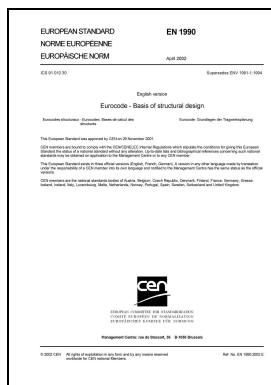 EUROPEAN STANDARD
EN 1990
NORME EUROPÉENNE
EUROPÄISCHE NORM
April 2002
ICS 91.010.30
Supersedes ENV 1991-1:1994
English version
Eurocode - Basis of structural design
Eurocodes structuraux - Eurocodes: Bases de calcul des
structures
Eurocode: Grundlagen der Tragwerksplanung
This European Standard was approved by CEN on 29 November 2001.
CEN members are bound to comply with the CEN/CENELEC Internal Regulations which stipulate the conditions for giving this European
Standard the status of a national standard without any alteration. Up-to-date lists and bibliographical references concerning such national
standards may be obtained on application to the Management Centre or to any CEN member.
This European Standard exists in three official versions (English, French, German). A version in any other language made by translation
under the responsibility of a CEN member into its own language and notified to the Management Centre has the same status as the official
versions.
CEN members are the national standards bodies of Austria, Belgium, Czech Republic, Denmark, Finland, France, Germany, Greece,
Iceland, Ireland, Italy, Luxembourg, Malta, Netherlands, Norway, Portugal, Spain, Sweden, Switzerland and United Kingdom.
cen
EUROPEAN COMMITTEE FOR STANDARDIZATION
COMITÉ EUROPÉEN DE NORMALISATION
EUROPÄISCHES KOMITEE FÜR NORMUNG
Management Centre: rue de Stassart, 36 B-1050 Brussels
© 2002 CEN All rights of exploitation in any form and by any means reserved
worldwide for CEN national Members.
Ref. No. EN 1990:2002 E